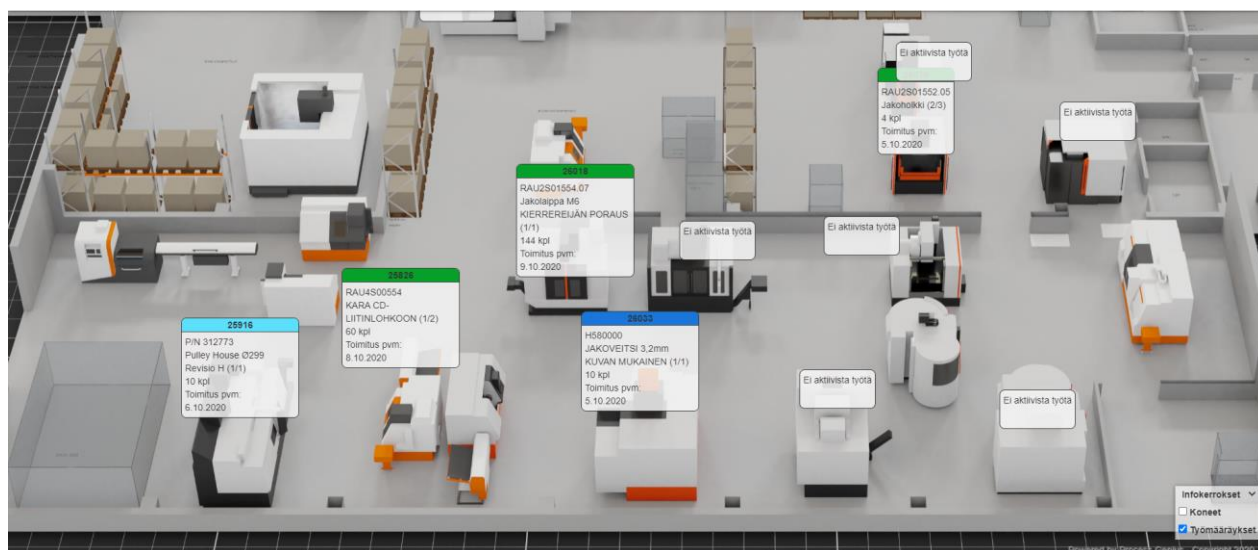 Ei aktiivista työtä
RAU2S01552.05
Jakoholkki (2/3)
4 kpl
Toimitus pvm:
5.10.2020
Ei aktiivista työtä
26018
RAU2S01554.07
Jakolaippa M6
KIERREREIJÄN PORAUS
(1/1)
144 kpl
Toimitus pvm:
9.10.2020
Ei aktiivista työtä
Ei aktiivista työtä
25826
RAU4S00554
KARA CD-
LIITINLOHKOON (1/2)
60 kpl
Toimitus pvm:
8.10.2020
25916
P/N 312773
Pulley House Ø299
Revisio H (1/1)
10 kpl
Toimitus pvm:
6.10.2020
26033
H580000
JAKOVEITSI 3,2mm
KUVAN MUKAINEN (1/1)
10 kpl
Toimitus pvm:
5.10.2020
Ei aktiivista työtä
Ei aktiivista työtä
Infokerrokset
Koneet
Työmääräykset